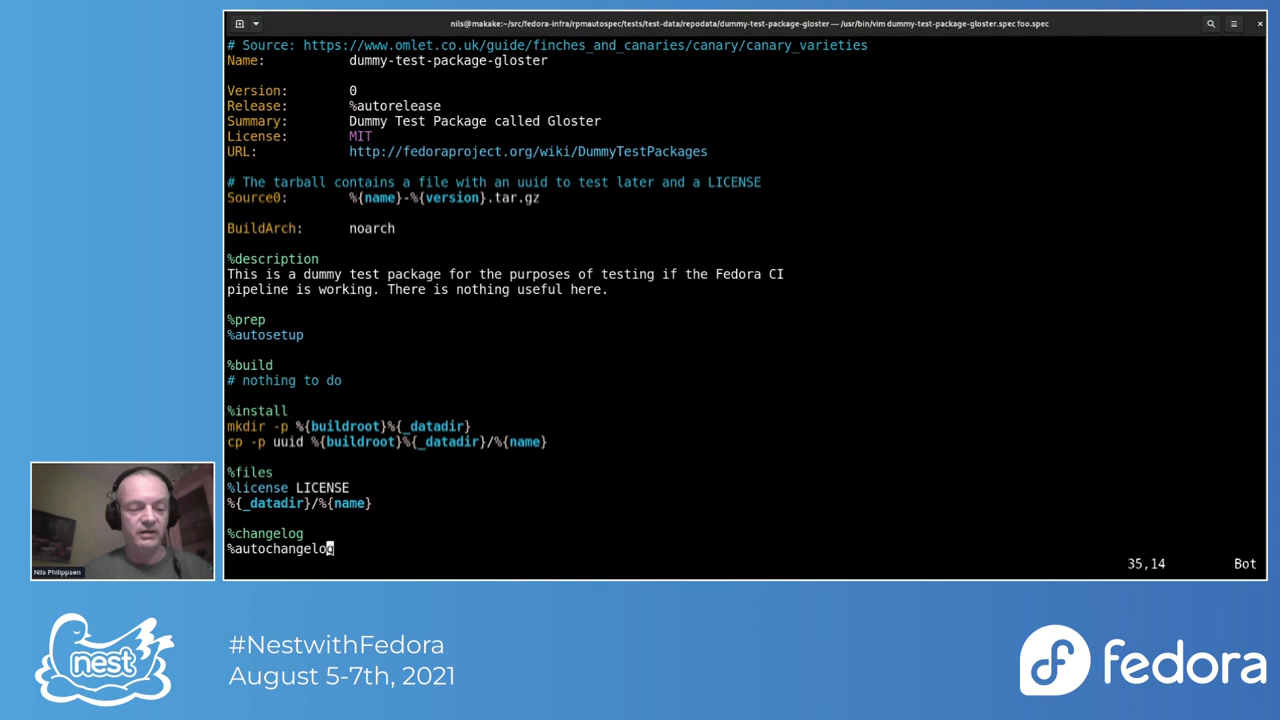 nils@makake:~/src/fedora-infra/rpmautospec/tests/test-data/repodata/dummy-test-package-gloster — /usr/bin/vim dummy-test-package-gloster.spec foo.spec
# Source: https://www.omlet.co.uk/guide/finches_and_canaries/canary/canary_varieties
Name: dummy-test-package-gloster
Version: 0
Release: %autorelease
Summary: Dummy Test Package called Gloster
License: MIT
URL: http://fedoraproject.org/wiki/DummyTestPackages
# The tarball contains a file with an uuid to test later and a LICENSE
Source0: %{name}-%{version}.tar.gz
BuildArch: noarch
%description
This is a dummy test package for the purposes of testing if the Fedora CI
pipeline is working. There is nothing useful here.
%prep
%autosetup
%build
# nothing to do
%install
mkdir -p %{buildroot}%{_datadir}
cp -p uuid %{buildroot}%{_datadir}/%{name}
%files
%license LICENSE
%{_datadir}/%{name}
%changelog
%autochangelog
35,14 Bot
Nils Philippsen
nest
#NestwithFedora
August 5-7th, 2021
fedora